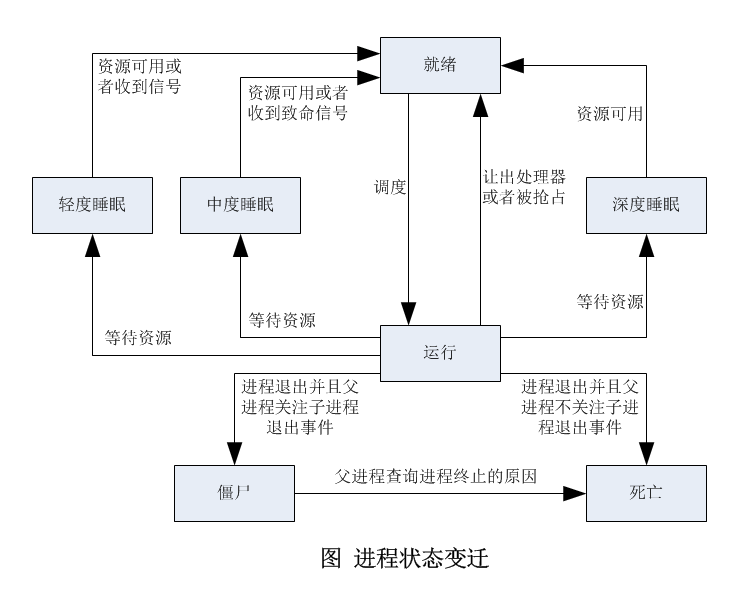 就绪
资源可用或
者收到信号
资源可用或者
收到致命信号
资源可用
调度
让出处理器
或者被抢占
轻度睡眠
中度睡眠
深度睡眠
等待资源
等待资源
等待资源
运行
进程退出并且父
进程关注子进程
退出事件
进程退出并且父
进程不关注子进
程退出事件
僵尸
父进程查询进程终止的原因
死亡
图 进程状态变迁